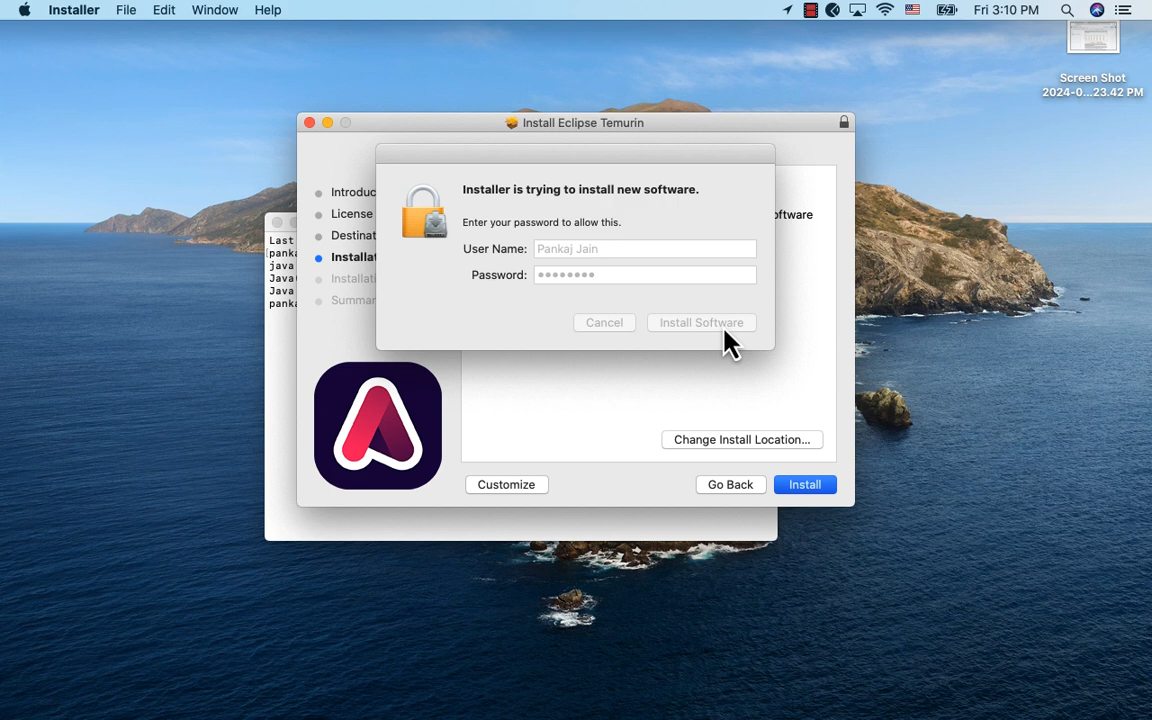 Installer File Edit Window Help Fri 3:10 PM
Screen Shot
2024-0...23.42 PM
Install Eclipse Temurin
Installer is trying to install new software.
Enter your password to allow this.
User Name: Pankaj Jain
Password: ●●●●●●●●
Cancel Install Software
Introduc
License
Destinat
Installat
Installati
Summar
oftware
Last
panka
java
Java
Java
panka
Change Install Location...
Customize Go Back Install